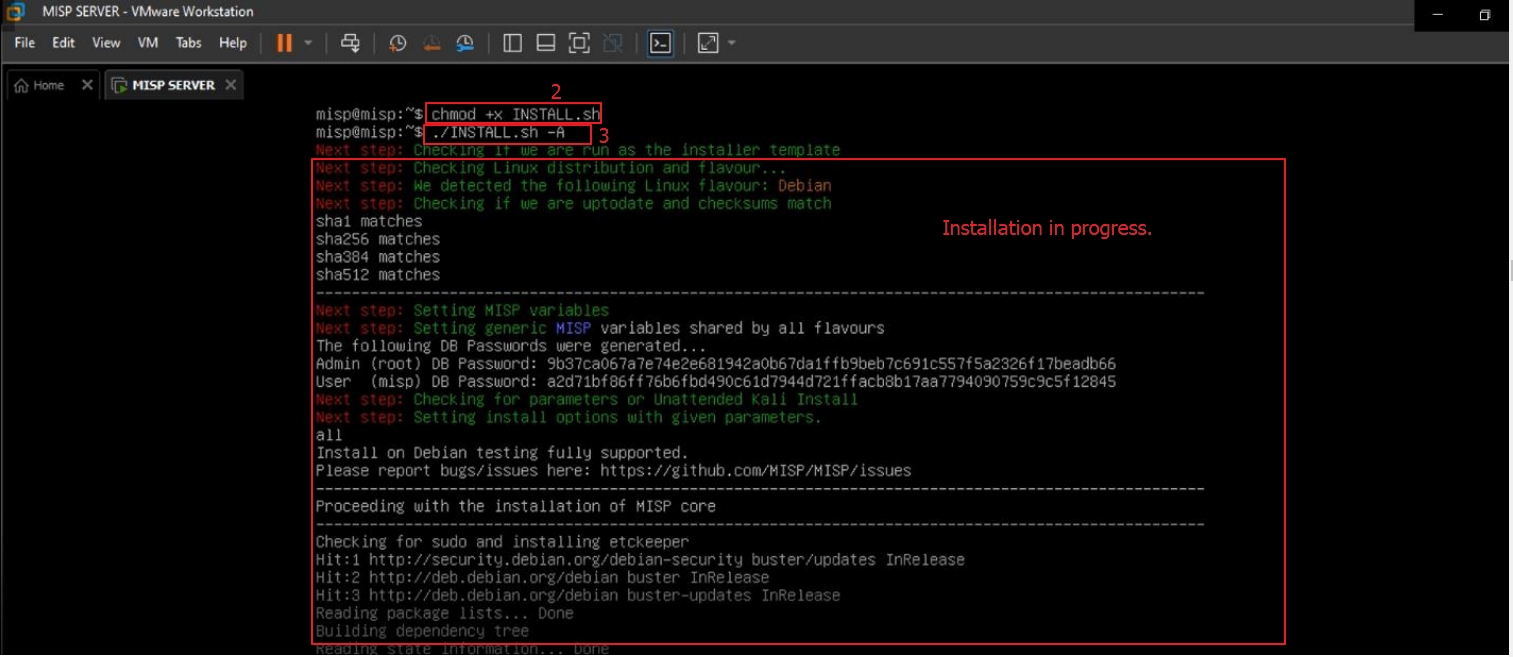 MISP SERVER - VMware Workstation
File Edit View VM Tabs Help
Home MISP SERVER
2
misp@misp:~$ chmod +x INSTALL.sh
misp@misp:~$ ./INSTALL.sh -A
3
Next step: Checking if we are run as the installer template
Next step: Checking Linux distribution and flavour...
Next step: We detected the following Linux flavour: Debian
Next step: Checking if we are uptodate and checksums match
sha1 matches
Installation in progress.
sha256 matches
sha384 matches
sha512 matches
--------------------------------------------------------------------------------
Next step: Setting MISP variables
Next step: Setting generic MISP variables shared by all flavours
The following DB Passwords were generated...
Admin (root) DB Password: 9b37ca067a7e74e2e681942a0b67da1ffb9beb7c691c557f5a2326f17beadb66
User  (misp) DB Password: a2d71bf86ff76b6fbd490c61d7944d721ffacb8b17aa7794090759c9c5f12845
Next step: Checking for parameters or Unattended Kali Install
Next step: Setting install options with given parameters.
all
Install on Debian testing fully supported.
Please report bugs/issues here: https://github.com/MISP/MISP/issues
--------------------------------------------------------------------------------
Proceeding with the installation of MISP core
--------------------------------------------------------------------------------
Checking for sudo and installing etckeeper
Hit:1 http://security.debian.org/debian-security buster/updates InRelease
Hit:2 http://deb.debian.org/debian buster InRelease
Hit:3 http://deb.debian.org/debian buster-updates InRelease
Reading package lists... Done
Building dependency tree
Reading state information... Done